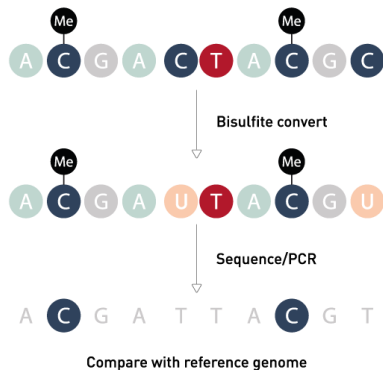 Me Me
A C G A C T A C G C
Bisulfite convert
Me Me
A C G A U T A C G U
Sequence/PCR
A C G A T T A C G T
Compare with reference genome